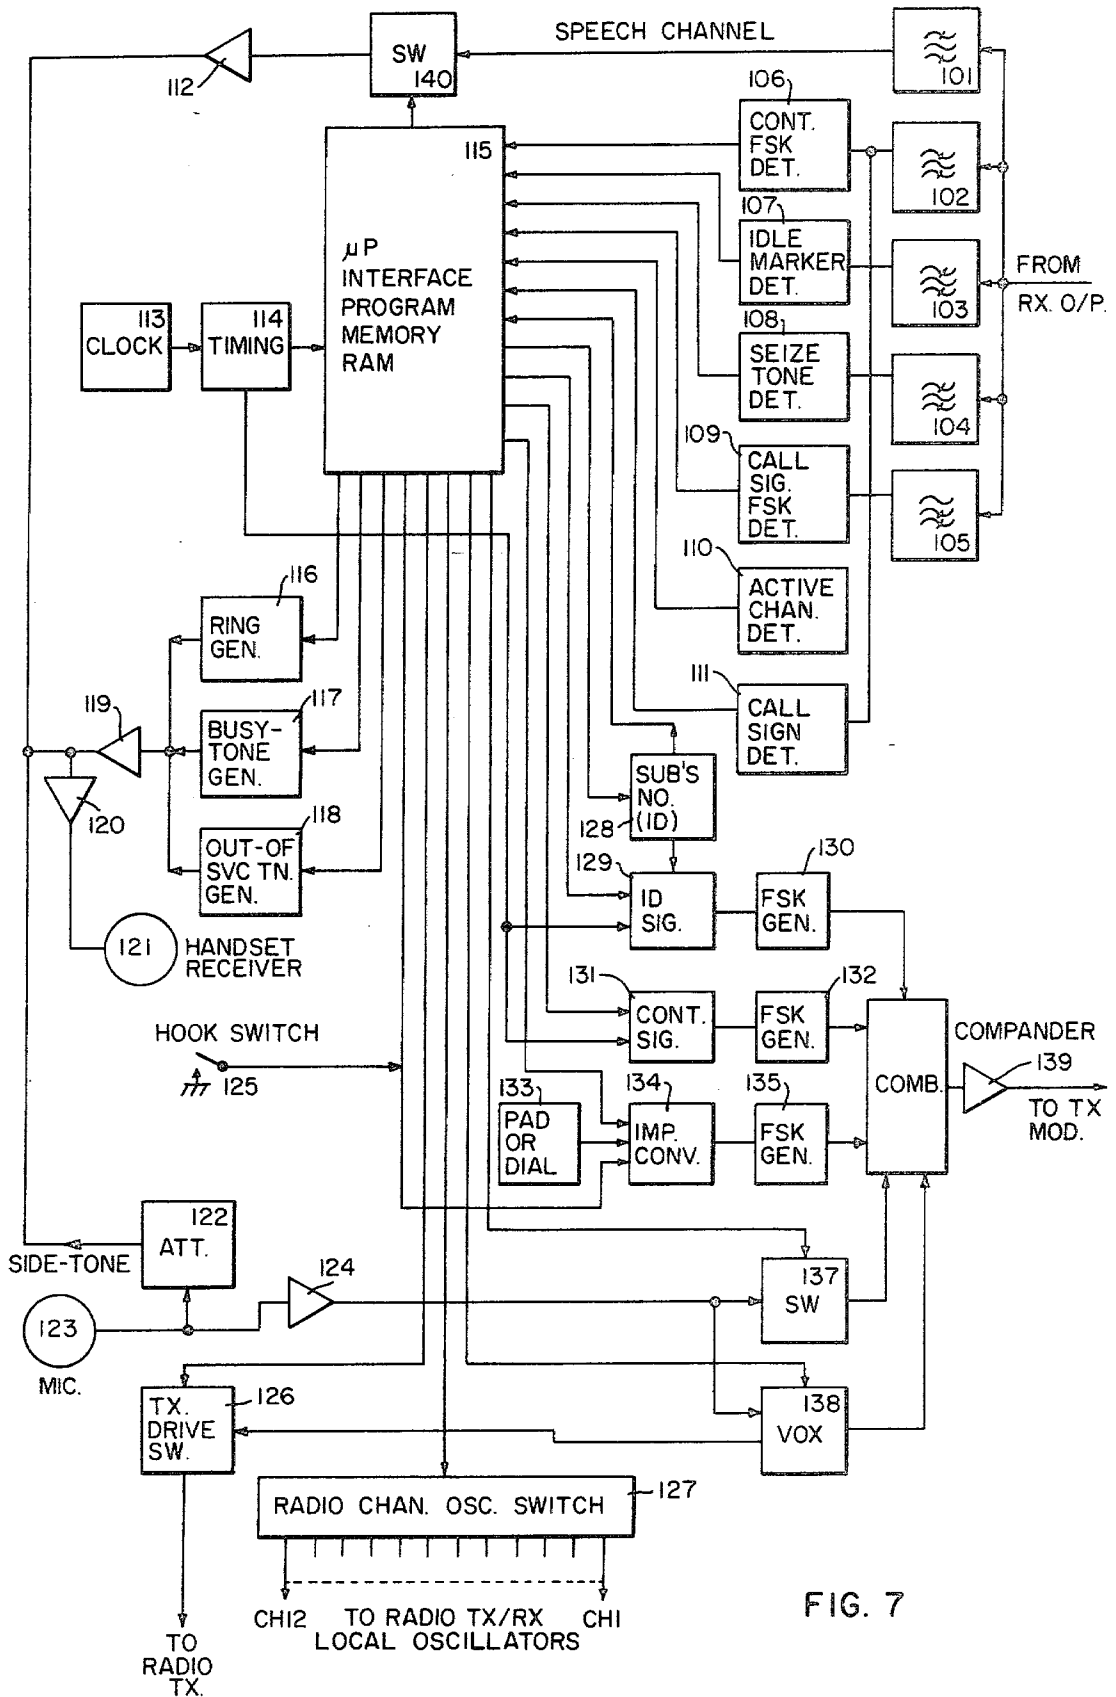 SPEECH CHANNEL
112
SW
140
101
106
CONT.
FSK
DET.
102
115
μP
INTERFACE
PROGRAM
MEMORY
RAM
107
IDLE
MARKER
DET.
103
FROM
RX. O/P.
113
CLOCK
114
TIMING
108
SEIZE
TONE
DET.
104
109
CALL
SIG.
FSK
DET.
105
110
ACTIVE
CHAN.
DET.
116
RING
GEN.
111
CALL
SIGN
DET.
119
117
BUSY-
TONE
GEN.
120
118
OUT-OF
SVC TN.
GEN.
SUB'S
NO.
(ID)
128
129
ID
SIG.
130
FSK
GEN.
121
HANDSET
RECEIVER
131
CONT.
SIG.
132
FSK
GEN.
HOOK SWITCH
125
COMB.
COMPANDER
139
TO TX
MOD.
133
PAD
OR
DIAL
134
IMP.
CONV.
135
FSK
GEN.
122
ATT.
SIDE-TONE
124
137
SW
123
MIC.
126
TX.
DRIVE
SW.
138
VOX
127
RADIO CHAN. OSC. SWITCH
CH12
TO RADIO TX/RX
LOCAL OSCILLATORS
CH1
TO
RADIO
TX.
FIG. 7